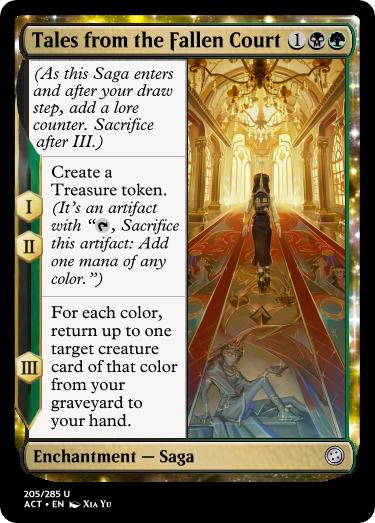 Tales from the Fallen Court 1
(As this Saga enters
and after your draw
step, add a lore
counter. Sacrifice
after III.)
I
II
Create a
Treasure token.
(It's an artifact
with “, Sacrifice
this artifact: Add
one mana of any
color.”)
III
For each color,
return up to one
target creature
card of that color
from your
graveyard to
your hand.
Enchantment — Saga
205/285 U
ACT • EN XIA YU